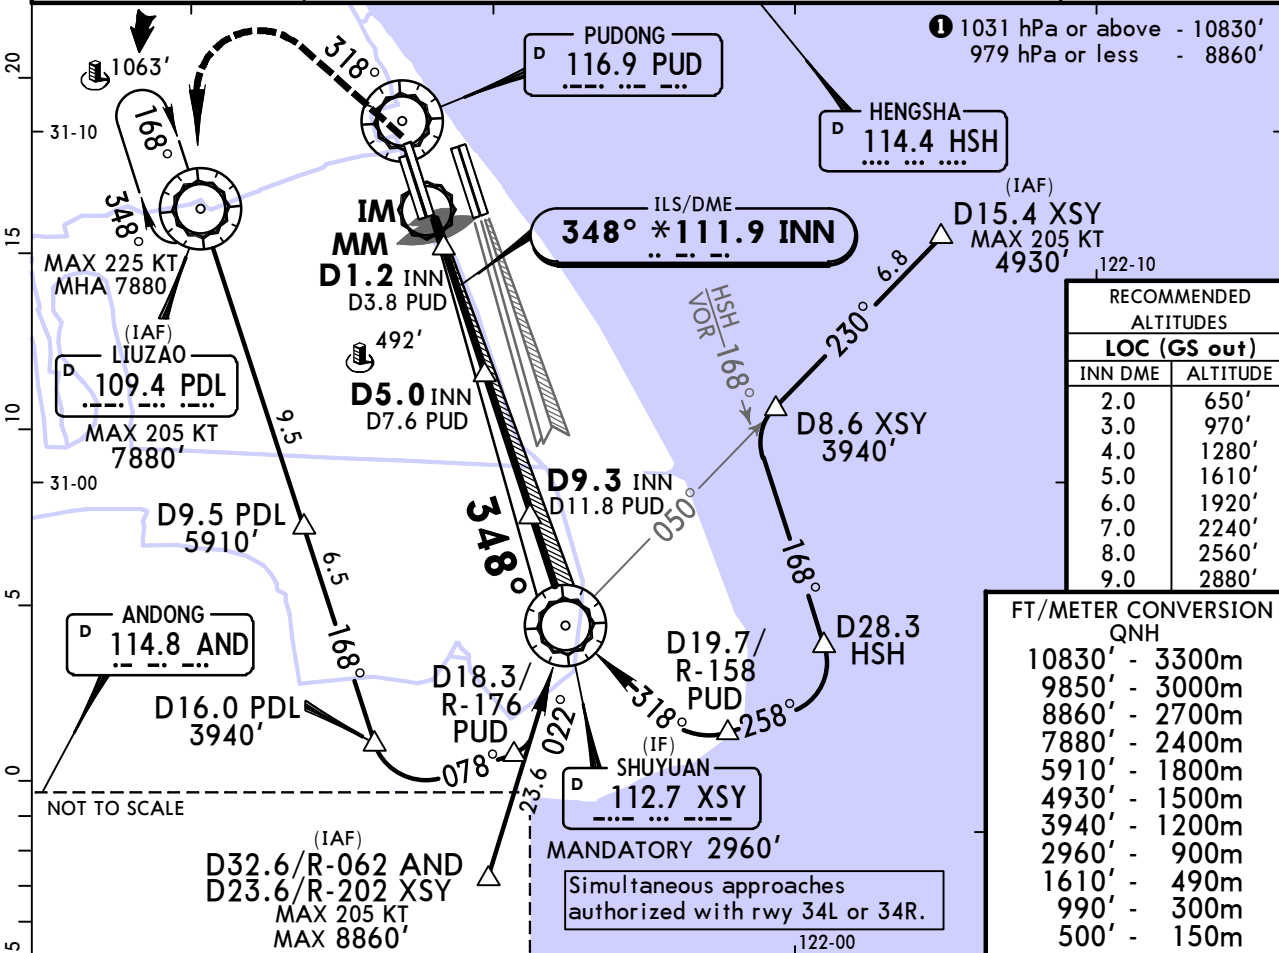 ❶ 1031 hPa or above - 10830'
979 hPa or less - 8860'
20
1063'
318°
PUDONG
D 116.9 PUD
HENGSHA
D 114.4 HSH
31-10
168°
348°
(IAF)
D15.4 XSY
MAX 205 KT
4930'
6.8
230°
122-10
15
IM
MM
ILS/DME
348° *111.9 INN
D1.2 INN
D3.8 PUD
MAX 225 KT
MHA 7880
(IAF)
LIUZAO
D 109.4 PDL
MAX 205 KT
7880'
492'
D5.0 INN
D7.6 PUD
HSH
VOR
168°
RECOMMENDED
ALTITUDES
LOC (GS out)
INN DME ALTITUDE
2.0 650'
3.0 970'
4.0 1280'
5.0 1610'
6.0 1920'
7.0 2240'
8.0 2560'
9.0 2880'
10
9.5
D8.6 XSY
3940'
31-00
D9.3 INN
D11.8 PUD
050°
348°
D9.5 PDL
5910'
6.5
168°
168°
5
ANDONG
D 114.8 AND
D16.0 PDL
3940'
D18.3/
R-176
PUD
078°
022°
23.6
D19.7/
R-158
PUD
318°
258°
D28.3
HSH
(IF)
SHUYUAN
D 112.7 XSY
MANDATORY 2960'
0
NOT TO SCALE
(IAF)
D32.6/R-062 AND
D23.6/R-202 XSY
MAX 205 KT
MAX 8860'
Simultaneous approaches
authorized with rwy 34L or 34R.
5
122-00
FT/METER CONVERSION
QNH
10830' - 3300m
9850' - 3000m
8860' - 2700m
7880' - 2400m
5910' - 1800m
4930' - 1500m
3940' - 1200m
2960' - 900m
1610' - 490m
990' - 300m
500' - 150m